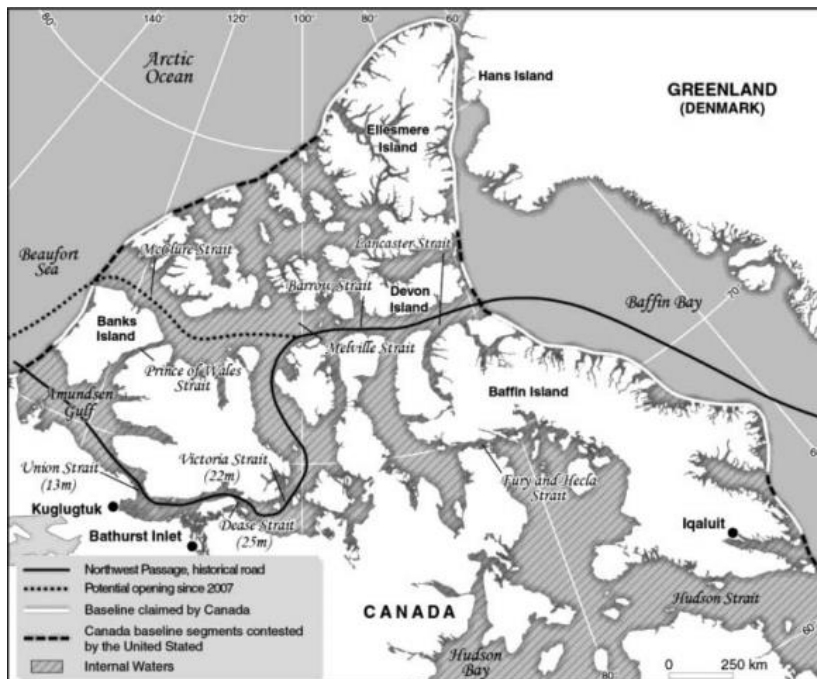 80°
120°
100°
80°
60°
Arctic
Ocean
Hans Island
GREENLAND
(DENMARK)
Ellesmere
Island
Beaufort
Sea
McClure Strait
Lancaster Strait
Barrow Strait
Devon
Island
Baffin Bay
70
Banks
Island
Melville Strait
Prince of Wales
Strait
Baffin Island
Amundsen
Gulf
6
Union Strait
(13m)
Victoria Strait
(22m)
Fury and Hecla
Strait
Kuglugtuk
Dease Strait
(25m)
Iqaluit
Bathurst Inlet
Northwest Passage, historical road
Potential opening since 2007
Baseline claimed by Canada
Canada baseline segments contested
by the United Stated
Internal Waters
CANADA
Hudson Strait
Hudson
Bay
60
80°
0 250 km